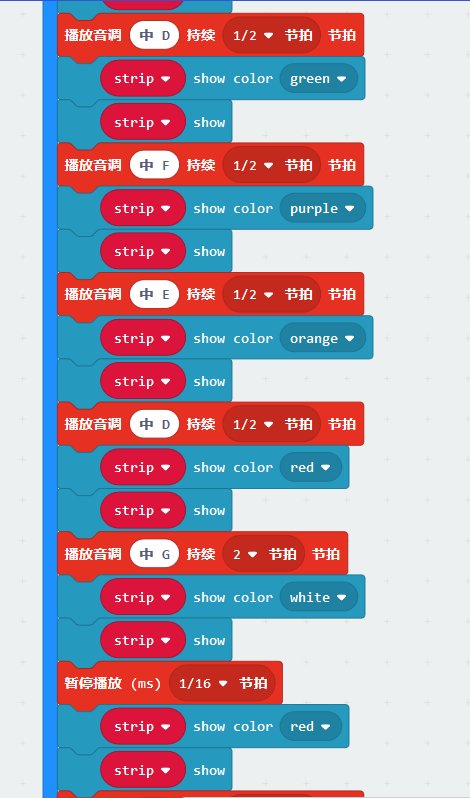 播放音调 中 D 持续 1/2 节拍 节拍
strip show color green
strip show
播放音调 中 F 持续 1/2 节拍 节拍
strip show color purple
strip show
播放音调 中 E 持续 1/2 节拍 节拍
strip show color orange
strip show
播放音调 中 D 持续 1/2 节拍 节拍
strip show color red
strip show
播放音调 中 G 持续 2 节拍 节拍
strip show color white
strip show
暂停播放 (ms) 1/16 节拍
strip show color red
strip show